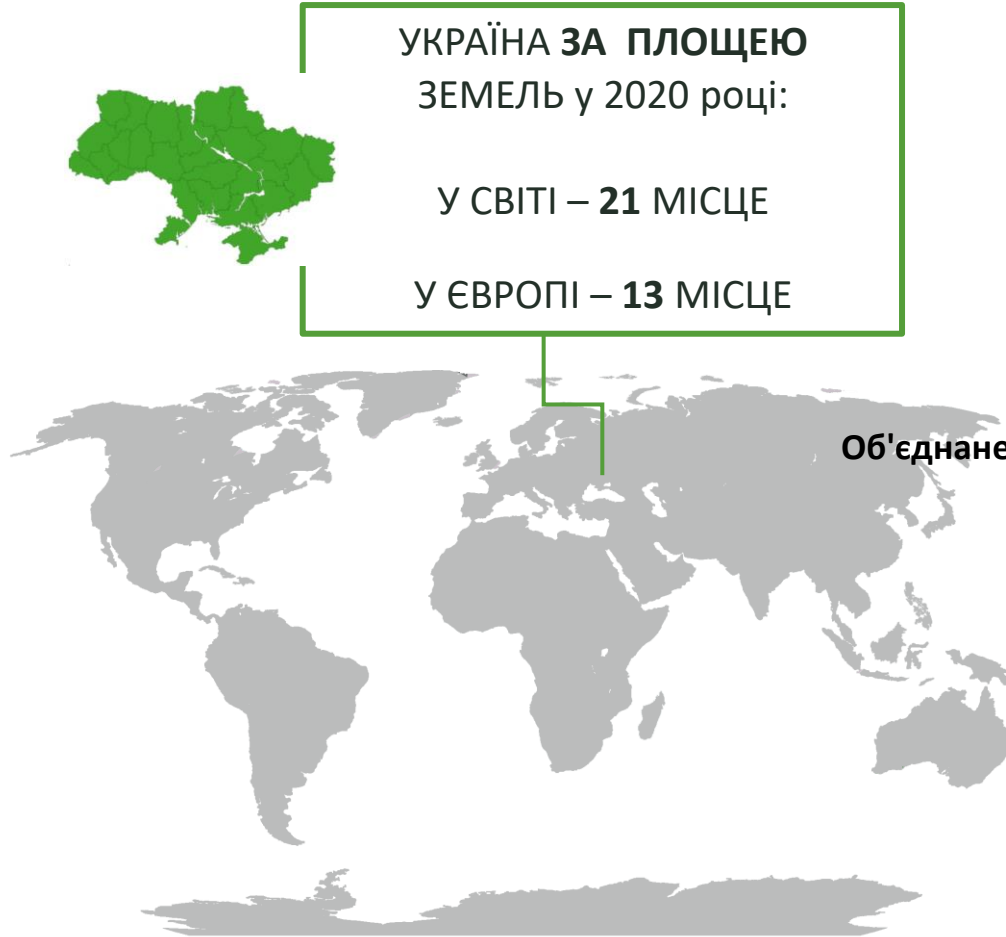 УКРАЇНА ЗА ПЛОЩЕЮ
ЗЕМЕЛЬ у 2020 році:
У СВІТІ – 21 МІСЦЕ
У ЄВРОПІ – 13 МІСЦЕ
Об'єднане